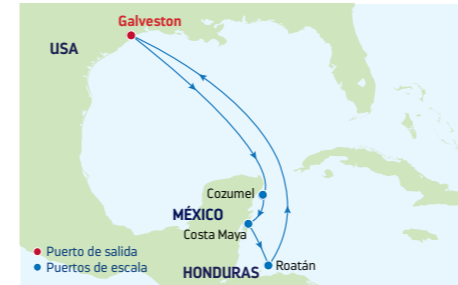 Galveston
USA
Cozumel
MÉXICO
Costa Maya
Puerto de salida
Puertos de escala
HONDURAS
Roatán